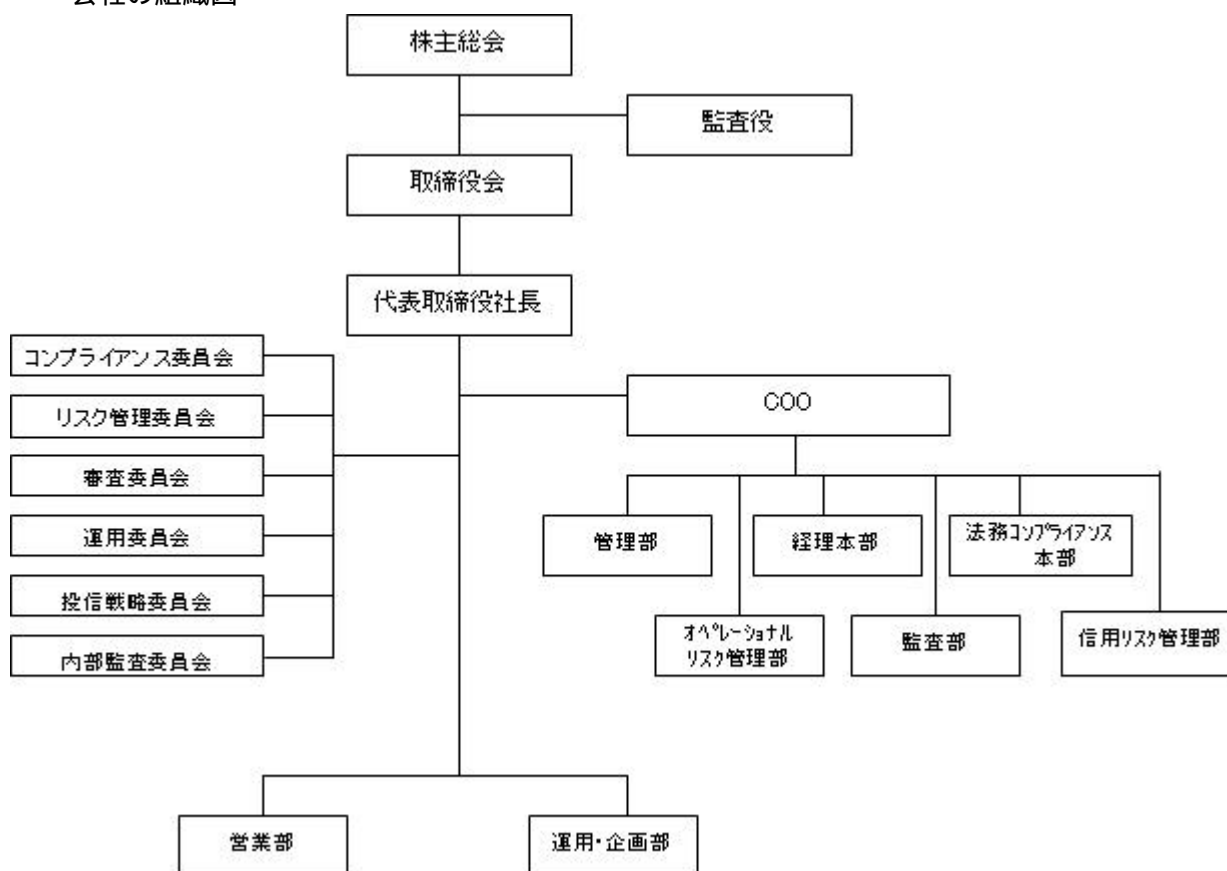 会社の組織図
株主総会
監査役
取締役会
代表取締役社長
コンプライアンス委員会
リスク管理委員会
審査委員会
運用委員会
投信戦略委員会
内部監査委員会
COO
管理部
経理本部
法務ｺﾝﾌﾟﾗｲｱﾝｽ
本部
ｵﾍﾟﾚｰｼｮﾅﾙ
ﾘｽｸ管理部
監査部
信用ﾘｽｸ管理部
営業部
運用・企画部